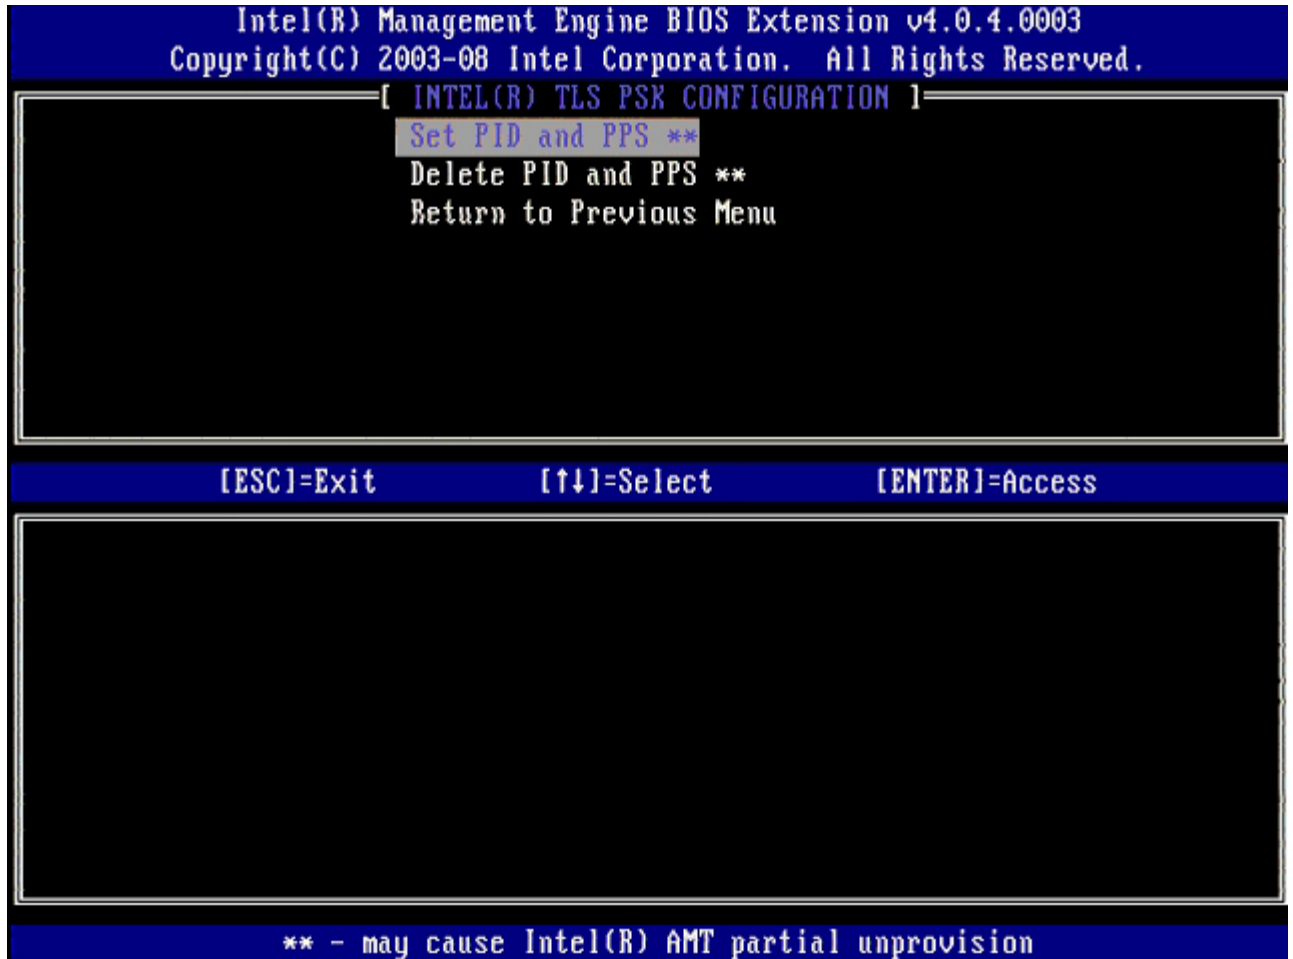 Intel(R) Management Engine BIOS Extension v4.0.4.0003
Copyright(C) 2003-08 Intel Corporation. All Rights Reserved.
[ INTEL(R) TLS PSK CONFIGURATION ]
Set PID and PPS **
Delete PID and PPS **
Return to Previous Menu
[ESC]=Exit [↑↓]=Select [ENTER]=Access
** - may cause Intel(R) AMT partial unprovision